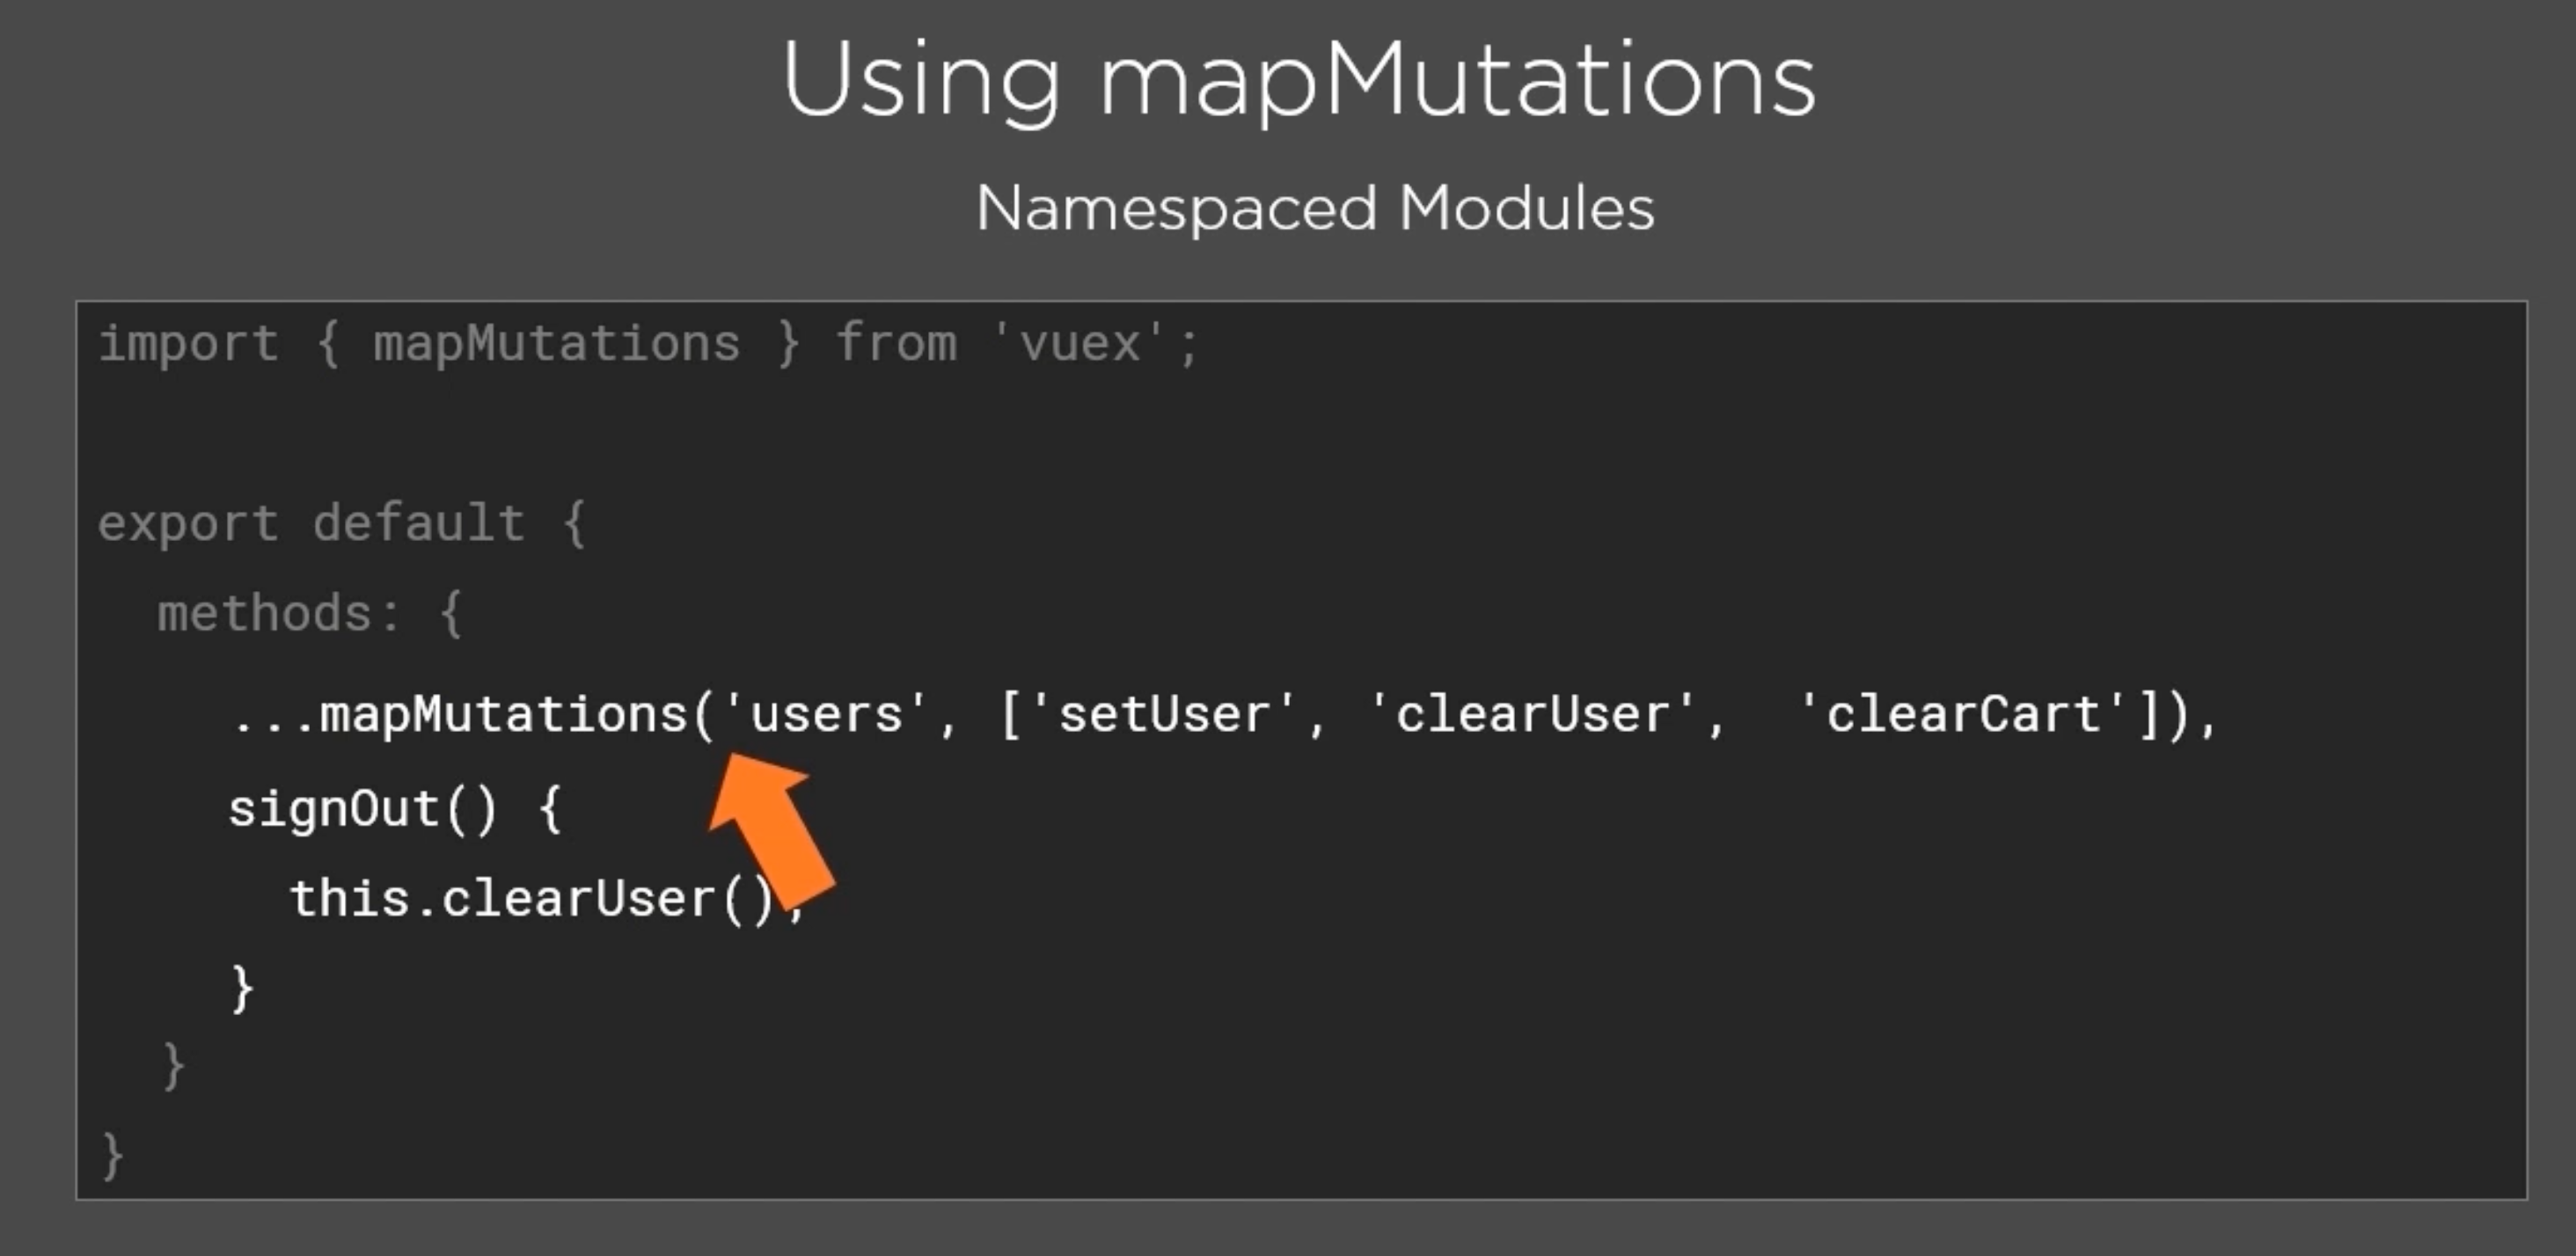 Using mapMutations
Namespaced Modules
import { mapMutations } from 'vuex';
export default {
methods: {
...mapMutations('users', ['setUser', 'clearUser', 'clearCart']),
signOut() {
this.clearUser();
}
}
}